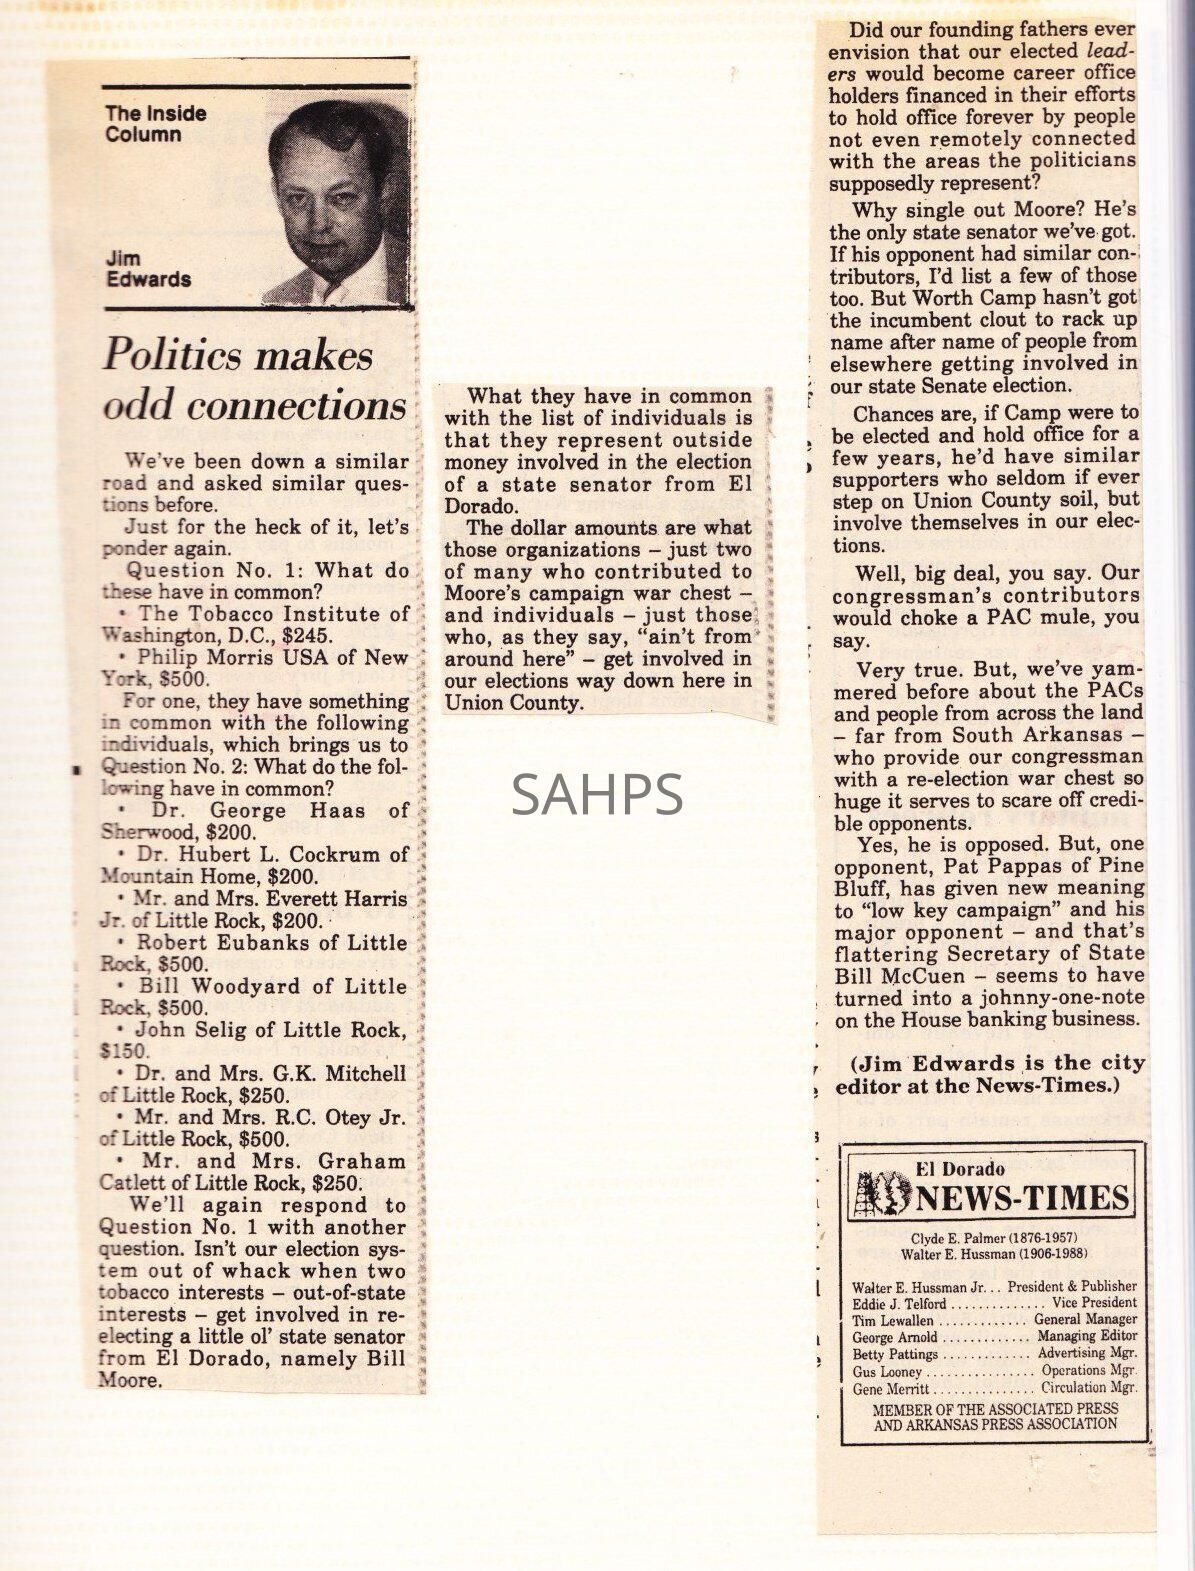 The Inside
Column
Jim
Edwards
Politics makes
odd connections
We've been down a similar
road and asked similar ques-
tions before.
Just for the heck of it, let's
ponder again.
Question No. 1: What do
these have in common?
• The Tobacco Institute of
Washington, D.C., $245.
• Philip Morris USA of New
York, $500.
For one, they have something
in common with the following
individuals, which brings us to
Question No. 2: What do the fol-
lowing have in common?
• Dr. George Haas of
Sherwood, $200.
• Dr. Hubert L. Cockrum of
Mountain Home, $200.
• Mr. and Mrs. Everett Harris
Jr. of Little Rock, $200.
• Robert Eubanks of Little
Rock, $500.
• Bill Woodyard of Little
Rock, $500.
• John Selig of Little Rock,
$150.
• Dr. and Mrs. G.K. Mitchell
of Little Rock, $250.
• Mr. and Mrs. R.C. Otey Jr.
of Little Rock, $500.
• Mr. and Mrs. Graham
Catlett of Little Rock, $250.
We'll again respond to
Question No. 1 with another
question. Isn't our election sys-
tem out of whack when two
tobacco interests – out-of-state
interests – get involved in re-
electing a little ol' state senator
from El Dorado, namely Bill
Moore.
What they have in common
with the list of individuals is
that they represent outside
money involved in the election
of a state senator from El
Dorado.
The dollar amounts are what
those organizations – just two
of many who contributed to
Moore's campaign war chest –
and individuals – just those
who, as they say, "ain't from
around here" – get involved in
our elections way down here in
Union County.
SAHPS
Did our founding fathers ever
envision that our elected lead-
ers would become career office
holders financed in their efforts
to hold office forever by people
not even remotely connected
with the areas the politicians
supposedly represent?
Why single out Moore? He's
the only state senator we've got.
If his opponent had similar con-
tributors, I'd list a few of those
too. But Worth Camp hasn't got
the incumbent clout to rack up
name after name of people from
elsewhere getting involved in
our state Senate election.
Chances are, if Camp were to
be elected and hold office for a
few years, he'd have similar
supporters who seldom if ever
step on Union County soil, but
involve themselves in our elec-
tions.
Well, big deal, you say. Our
congressman's contributors
would choke a PAC mule, you
say.
Very true. But, we've yam-
mered before about the PACs
and people from across the land
– far from South Arkansas –
who provide our congressman
with a re-election war chest so
huge it serves to scare off credi-
ble opponents.
Yes, he is opposed. But, one
opponent, Pat Pappas of Pine
Bluff, has given new meaning
to "low key campaign" and his
major opponent – and that's
flattering Secretary of State
Bill McCuen – seems to have
turned into a johnny-one-note
on the House banking business.
(Jim Edwards is the city
editor at the News-Times.)
El Dorado
NEWS-TIMES
Clyde E. Palmer (1876-1957)
Walter E. Hussman (1906-1988)
Walter E. Hussman Jr. . . President & Publisher
Eddie J. Telford . . . . . . . . . . . . . . Vice President
Tim Lewallen . . . . . . . . . . . . General Manager
George Arnold . . . . . . . . . . . . Managing Editor
Betty Pattings . . . . . . . . . . . . Advertising Mgr.
Gus Looney . . . . . . . . . . . . . . . Operations Mgr.
Gene Merritt . . . . . . . . . . . . . . Circulation Mgr.
MEMBER OF THE ASSOCIATED PRESS
AND ARKANSAS PRESS ASSOCIATION